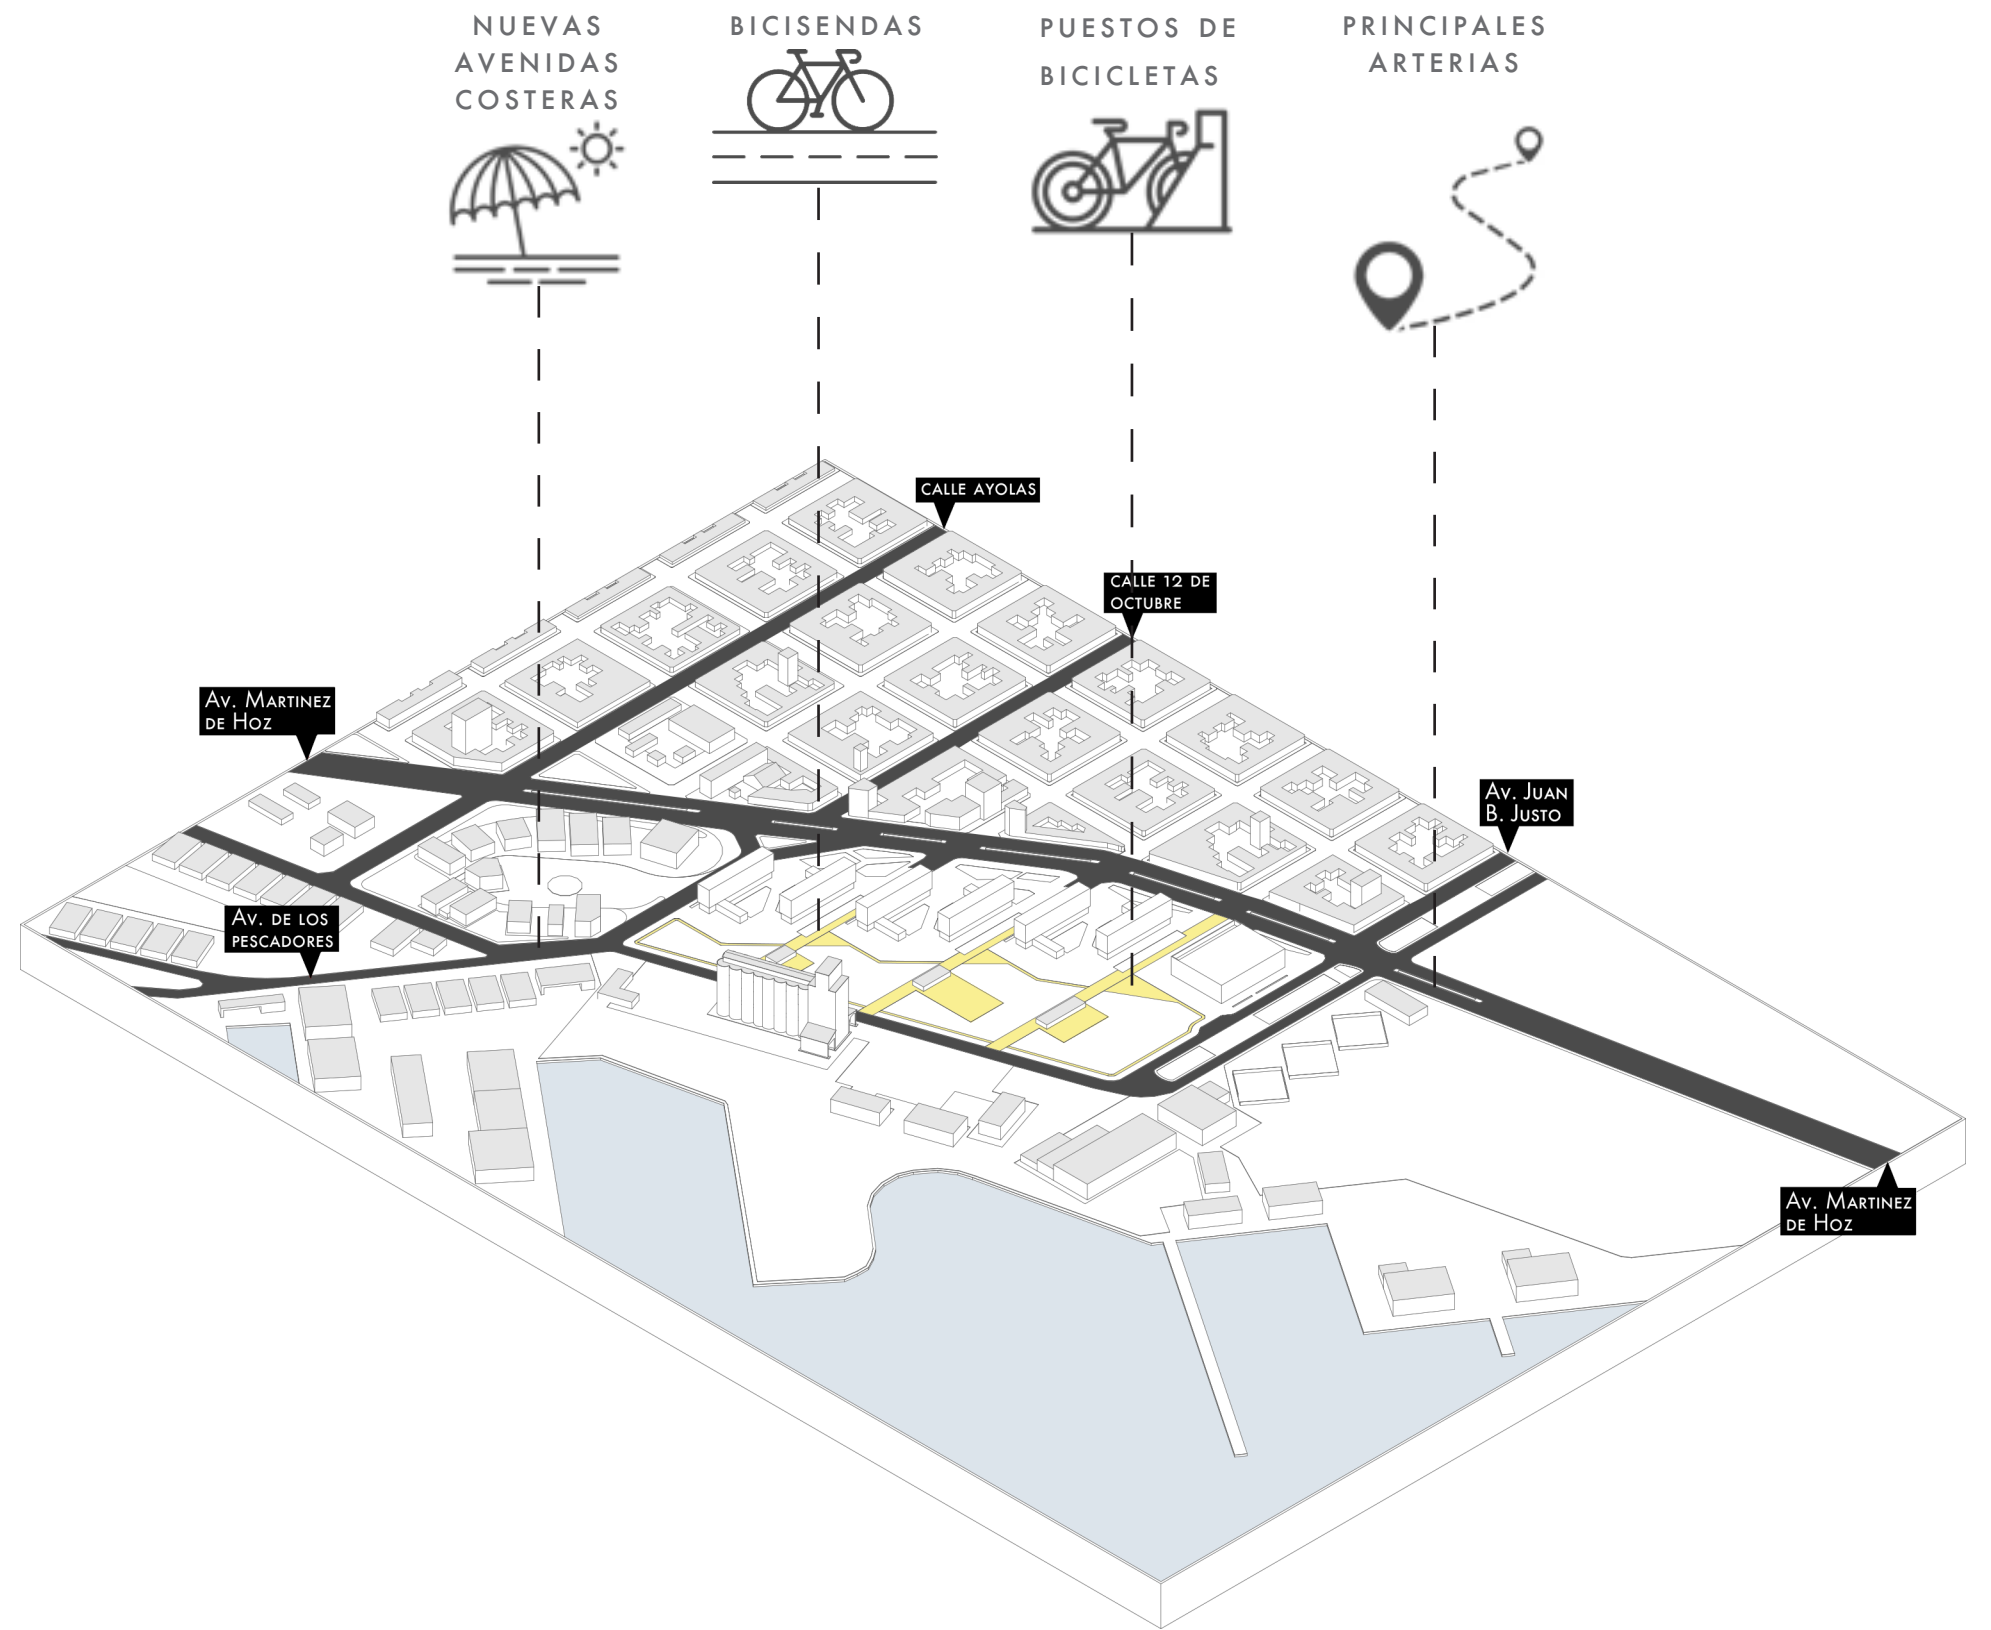 NUEVAS
AVENIDAS
COSTERAS
BICISENDAS
PUESTOS DE
BICICLETAS
PRINCIPALES
ARTERIAS
CALLE AYOLAS
CALLE 12 DE
OCTUBRE
Av. Martinez
de Hoz
Av. Juan
B. Justo
Av. de los
pescadores
Av. Martinez
de Hoz